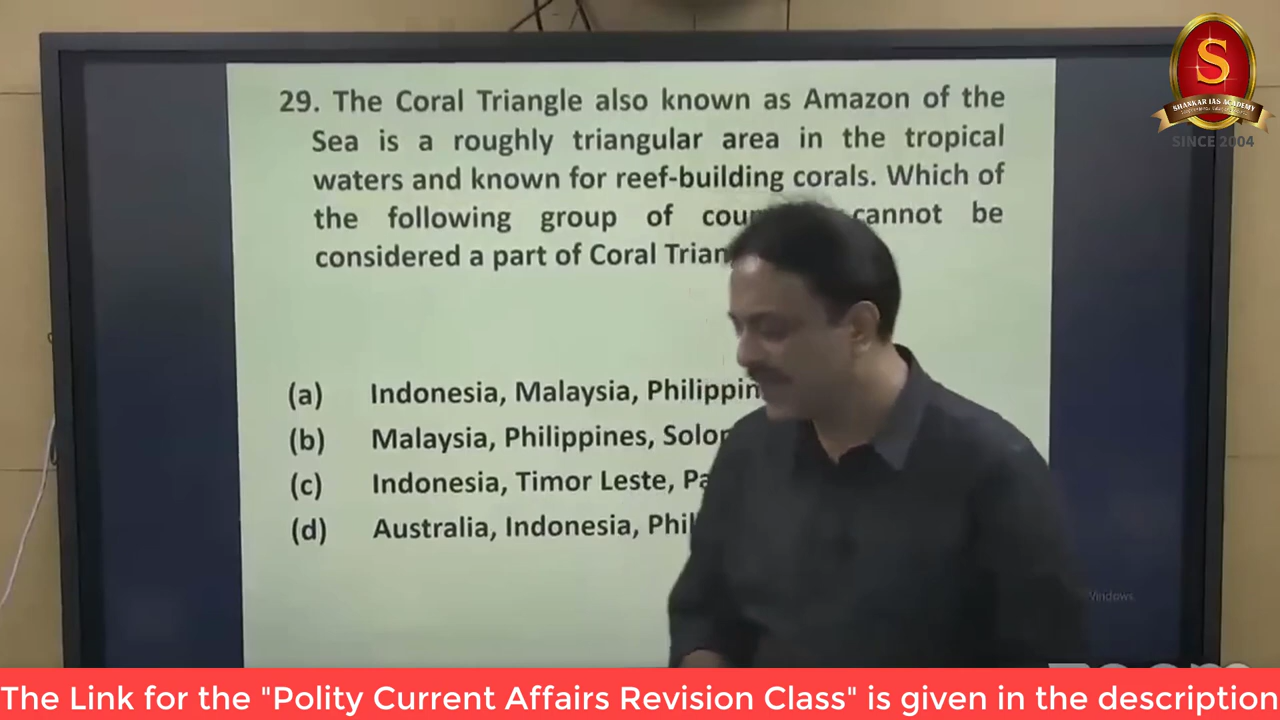 29. The Coral Triangle also known as Amazon of the
Sea is a roughly triangular area in the tropical
waters and known for reef-building corals. Which of
the following group of cou cannot be
considered a part of Coral Trian
(a) Indonesia, Malaysia, Philippin
(b) Malaysia, Philippines, Solo
(c) Indonesia, Timor Leste, Pa
(d) Australia, Indonesia, Phil
S
SHANKAR IAS ACADEMY
SINCE 2004
Windows
The Link for the "Polity Current Affairs Revision Class" is given in the description